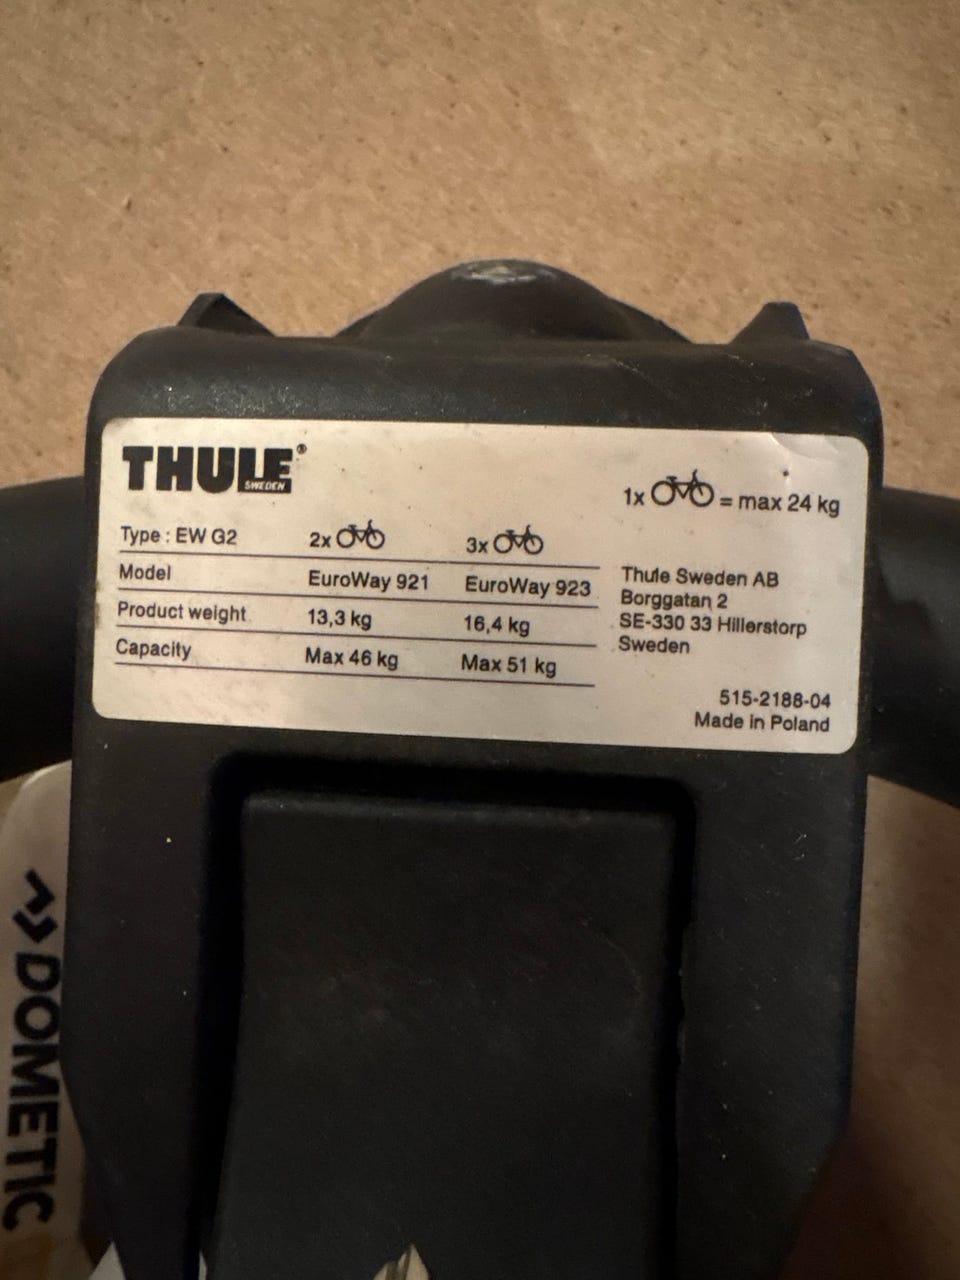 THULE®
SWEDEN
1x = max 24 kg
Type : EW G2 2x 3x
Model EuroWay 921 EuroWay 923
Product weight 13,3 kg 16,4 kg
Capacity Max 46 kg Max 51 kg
Thule Sweden AB
Borggatan 2
SE-330 33 Hillerstorp
Sweden
515-2188-04
Made in Poland
DOMETIC